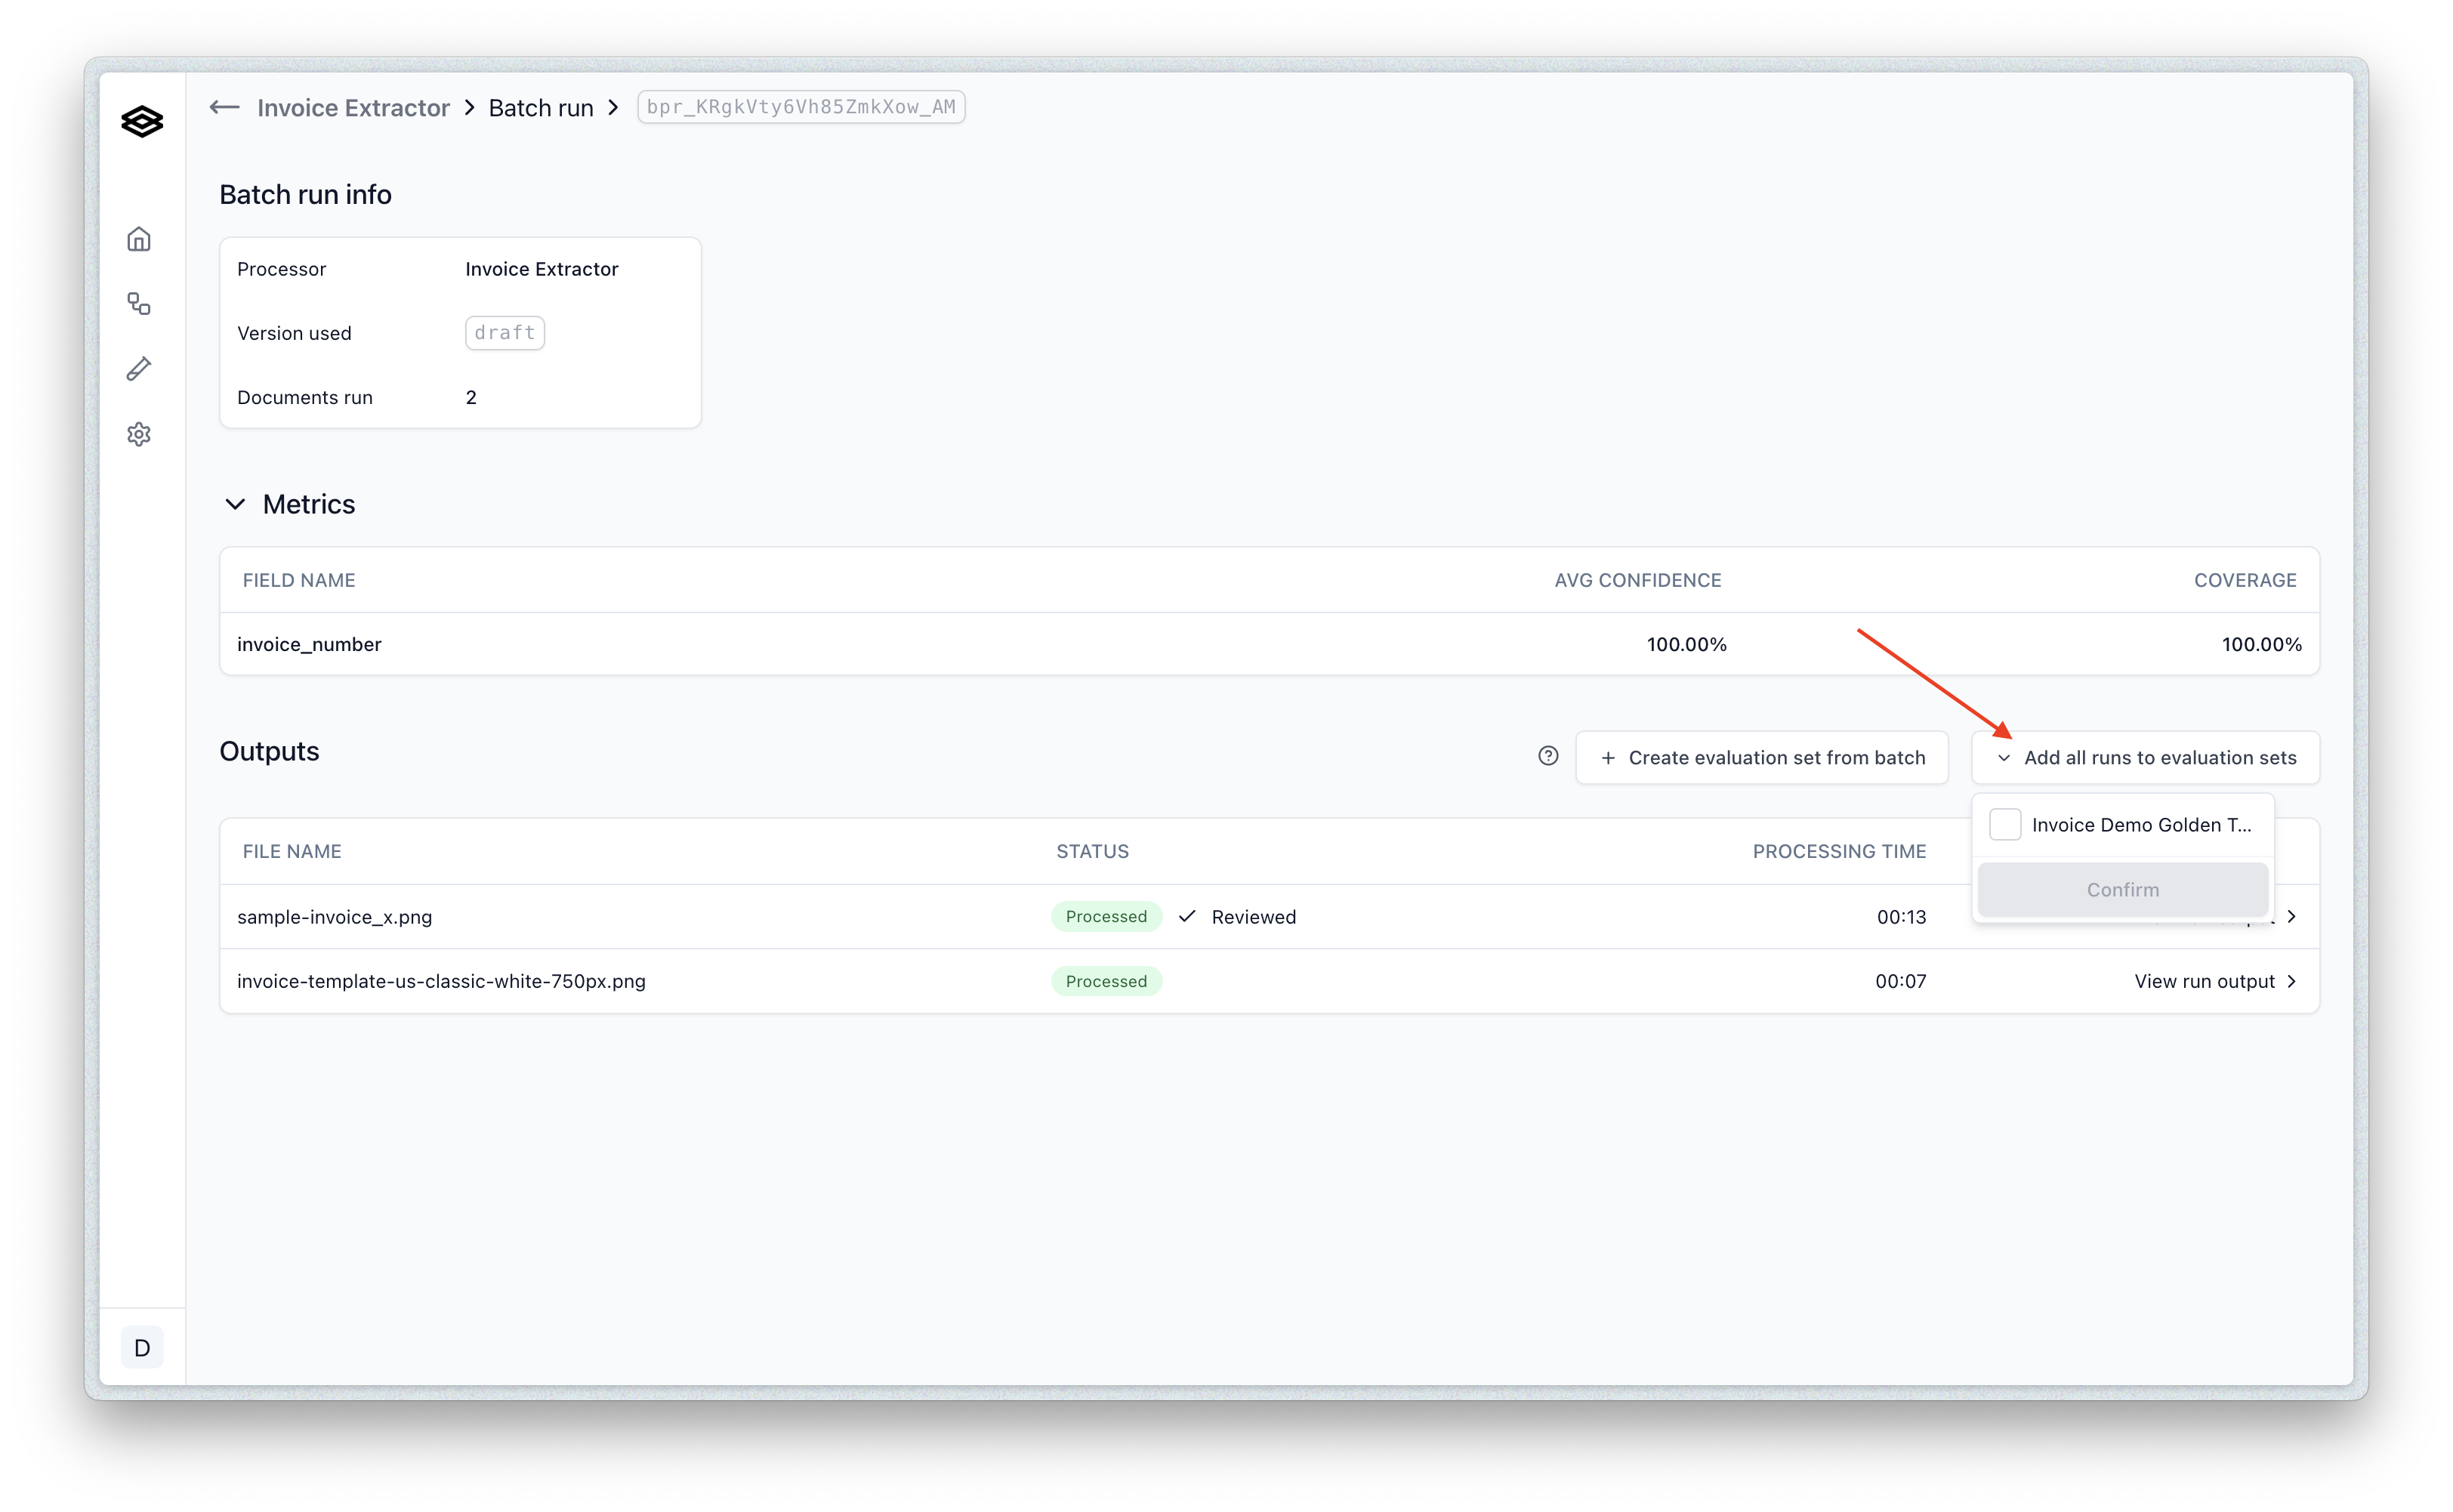 Invoice Extractor > Batch run > bpr_KRgkVty6Vh85ZmkXow_AM
Batch run info
Processor Invoice Extractor
Version used draft
Documents run 2
Metrics
FIELD NAME AVG CONFIDENCE COVERAGE
invoice_number 100.00% 100.00%
Outputs
+ Create evaluation set from batch
Add all runs to evaluation sets
Invoice Demo Golden T...
Confirm
FILE NAME STATUS PROCESSING TIME
sample-invoice_x.png Processed Reviewed 00:13
invoice-template-us-classic-white-750px.png Processed 00:07 View run output
D